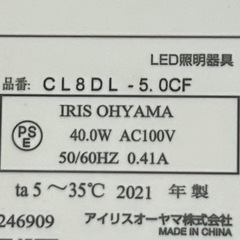 LED照明器具
品番: CL8DL-5.0CF
PS
E
IRIS OHYAMA
40.0W AC100V
50/60HZ 0.41A
ta 5 ~35℃ 2021 年 製
246909 アイリスオーヤマ株式会社
MADE IN CHINA